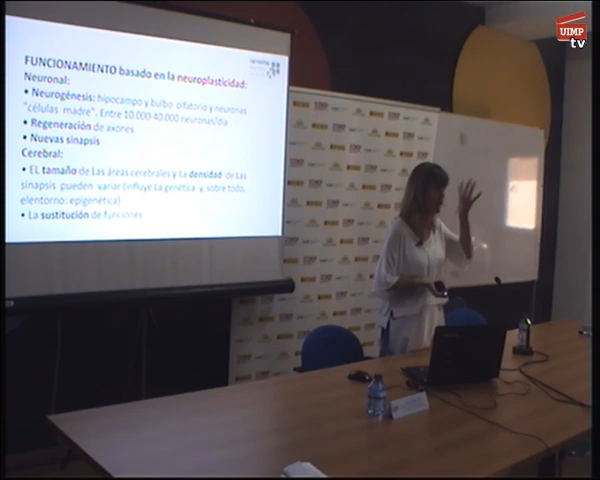 FUNCIONAMIENTO basado en la neuroplasticidad:
Neuronal:
• Neurogénesis: hipocampo y bulbo olfatorio y neuronas
"células madre". Entre 10.000-40.000 neuronas/día
• Regeneración de axones
• Nuevas sinapsis
Cerebral:
• EL tamaño de Las áreas cerebrales y La densidad de Las
sinapsis pueden variar (influye La genética y, sobre todo,
elentorno: epigenética)
• La sustitución de funciones
UIMP
tv